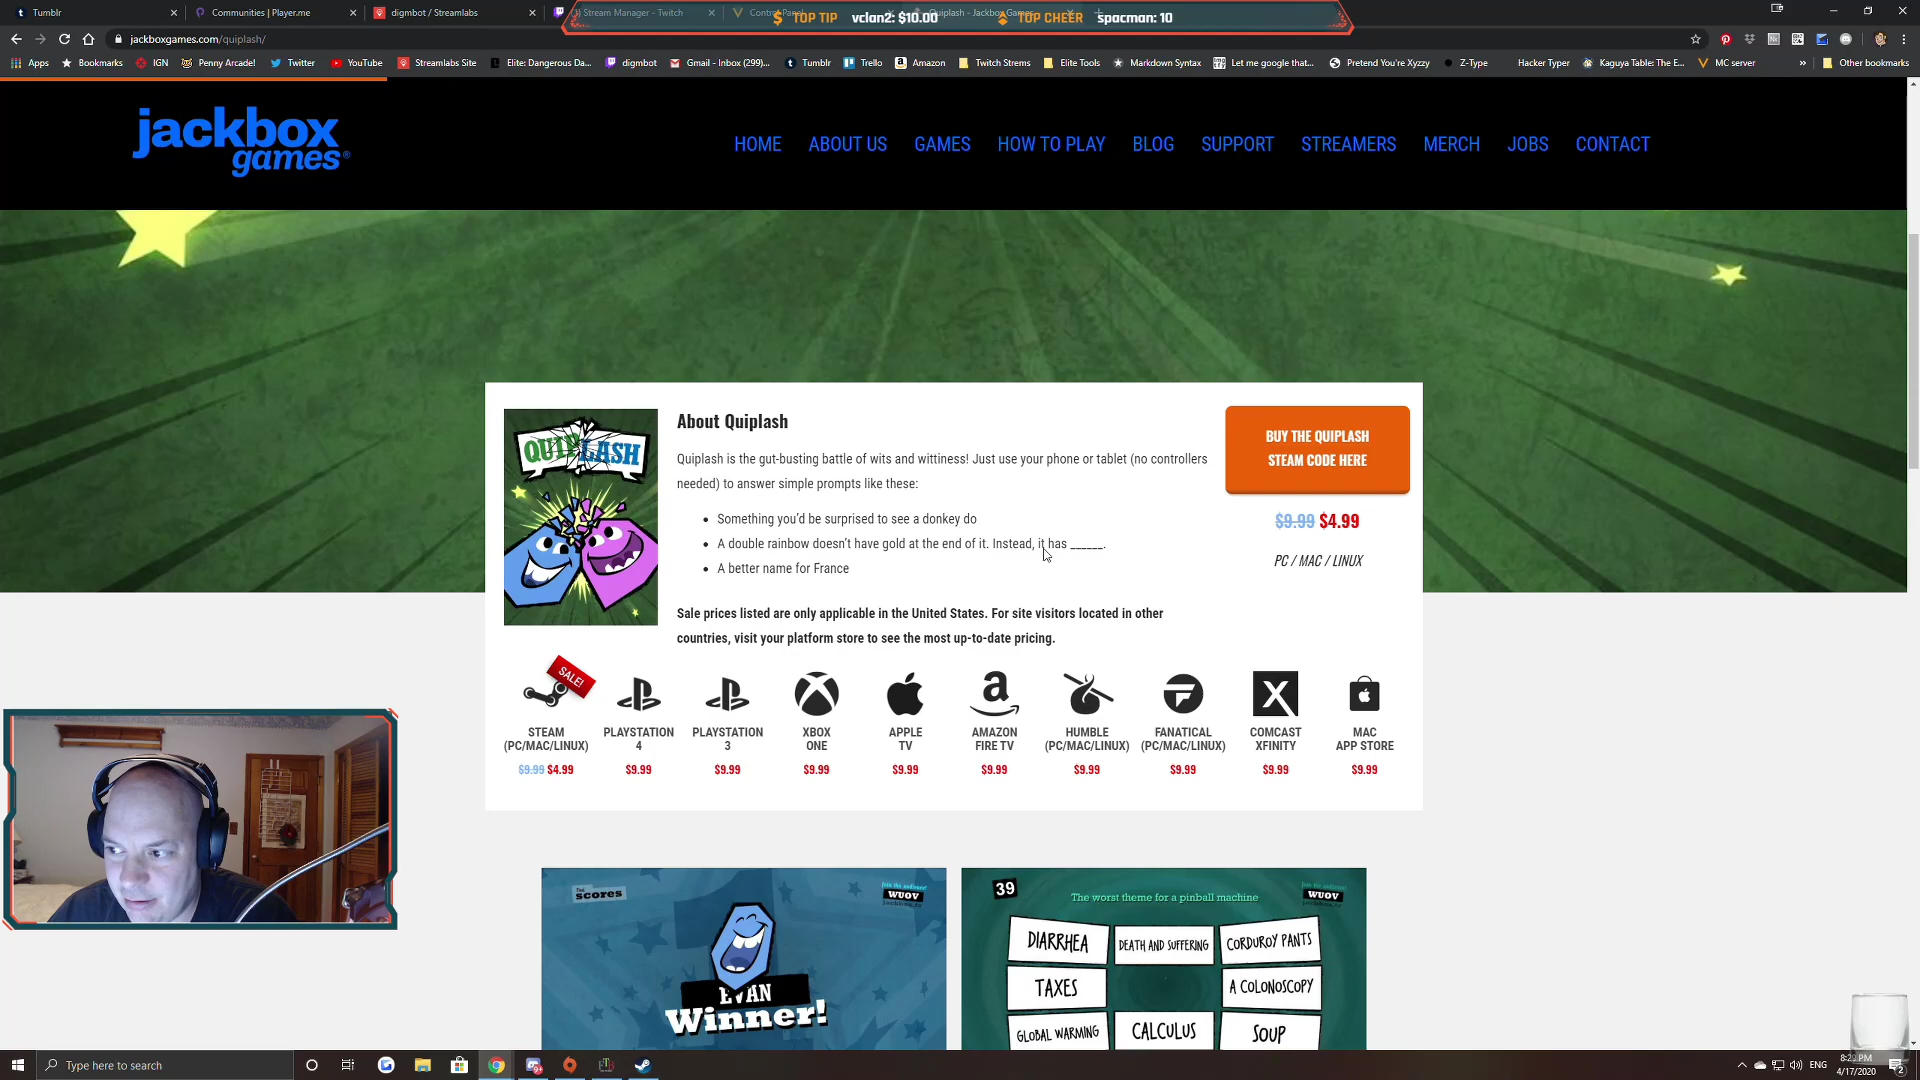 Tumblr
Communities | Player.me
digmbot / Streamlabs
Stream Manager - Twitch
Quiplash - Jackbox Games
$ TOP TIP vclan2: $10.00
TOP CHEER spacman: 10
jackboxgames.com/quiplash/
Apps
Bookmarks
IGN
Penny Arcade!
Twitter
YouTube
Streamlabs Site
Elite: Dangerous Da...
digmbot
Gmail - Inbox (299)...
Tumblr
Trello
Amazon
Twitch Strems
Elite Tools
Markdown Syntax
Let me google that...
Pretend You're Xyzzy
Z-Type
Hacker Typer
Kaguya Table: The E...
MC server
»
Other bookmarks
jackbox
games®
HOME ABOUT US GAMES HOW TO PLAY BLOG SUPPORT STREAMERS MERCH JOBS CONTACT
QUIPLASH
About Quiplash
Quiplash is the gut-busting battle of wits and wittiness! Just use your phone or tablet (no controllers
needed) to answer simple prompts like these:
• Something you'd be surprised to see a donkey do
• A double rainbow doesn't have gold at the end of it. Instead, it has ______.
• A better name for France
Sale prices listed are only applicable in the United States. For site visitors located in other
countries, visit your platform store to see the most up-to-date pricing.
BUY THE QUIPLASH
STEAM CODE HERE
$9.99 $4.99
PC / MAC / LINUX
SALE!
STEAM
(PC/MAC/LINUX)
$9.99 $4.99
PLAYSTATION
4
$9.99
PLAYSTATION
3
$9.99
XBOX
ONE
$9.99
APPLE
TV
$9.99
AMAZON
FIRE TV
$9.99
HUMBLE
(PC/MAC/LINUX)
$9.99
FANATICAL
(PC/MAC/LINUX)
$9.99
COMCAST
XFINITY
$9.99
MAC
APP STORE
$9.99
The
scores
WUOV
EVAN
Winner!
39
The worst theme for a pinball machine
WUOV
DIARRHEA
DEATH AND SUFFERING
CORDUROY PANTS
TAXES
A COLONOSCOPY
GLOBAL WARMING
CALCULUS
SOUP
Type here to search
ENG
4/17/2020